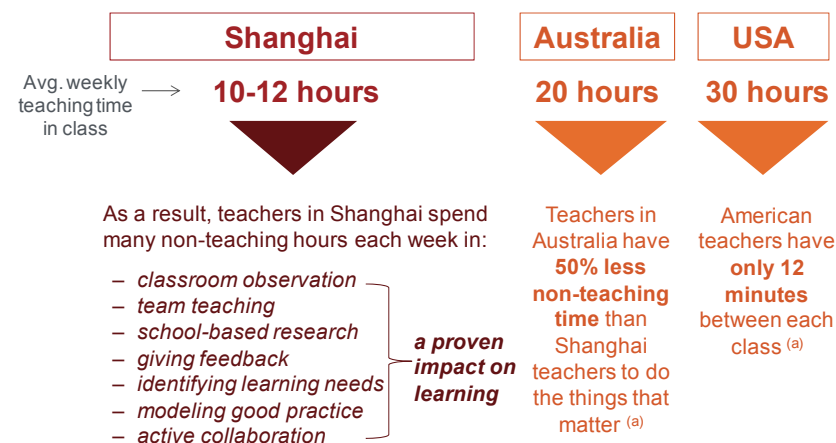 Shanghai
Australia
USA
Avg. weekly
teaching time
in class
10-12 hours
20 hours
30 hours
As a result, teachers in Shanghai spend
many non-teaching hours each week in:
– classroom observation
– team teaching
– school-based research
– giving feedback
– identifying learning needs
– modeling good practice
– active collaboration
a proven
impact on
learning
Teachers in
Australia have
50% less
non-teaching
time than
Shanghai
teachers to do
the things that
matter (a)
American
teachers have
only 12
minutes
between each
class (a)